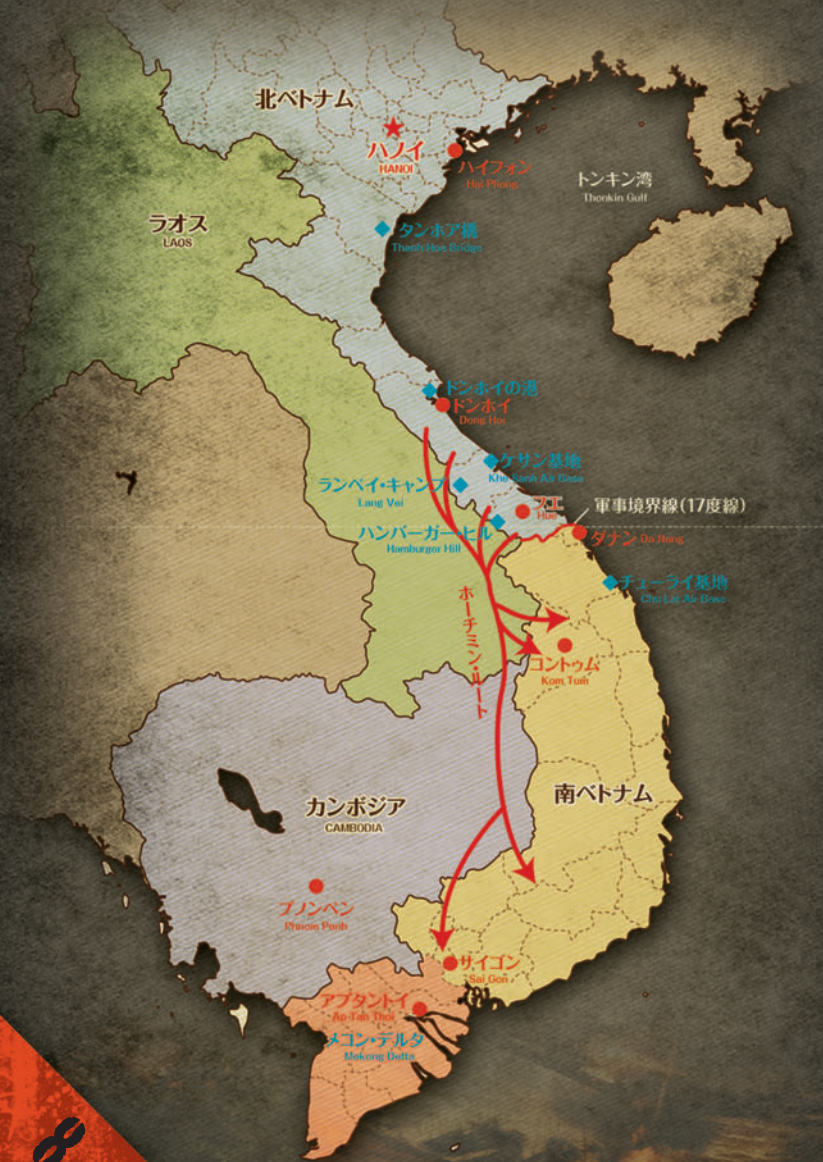 北ベトナム
ハノイ
HANOI
ハイフォン
Hai Phong
トンキン湾
Thonkin Gulf
ラオス
LAOS
タンホア橋
Thanh Hoa Bridge
ドンホイの港
ドンホイ
Dong Hoi
ケサン基地
Khe Sanh Air Base
ランベイ・キャンプ
Lang Vei
フエ
Hue
軍事境界線(17度線)
ハンバーガー・ヒル
Hamburger Hill
ダナン Da Nang
チューライ基地
Chu Lai Air Base
ホーチミン・ルート
コントゥム
Kom Tum
南ベトナム
カンボジア
CAMBODIA
プノンペン
Phnom Penh
サイゴン
Sai Gon
アプタントイ
Ap Tan Thoi
メコン・デルタ
Mekong Delta
8